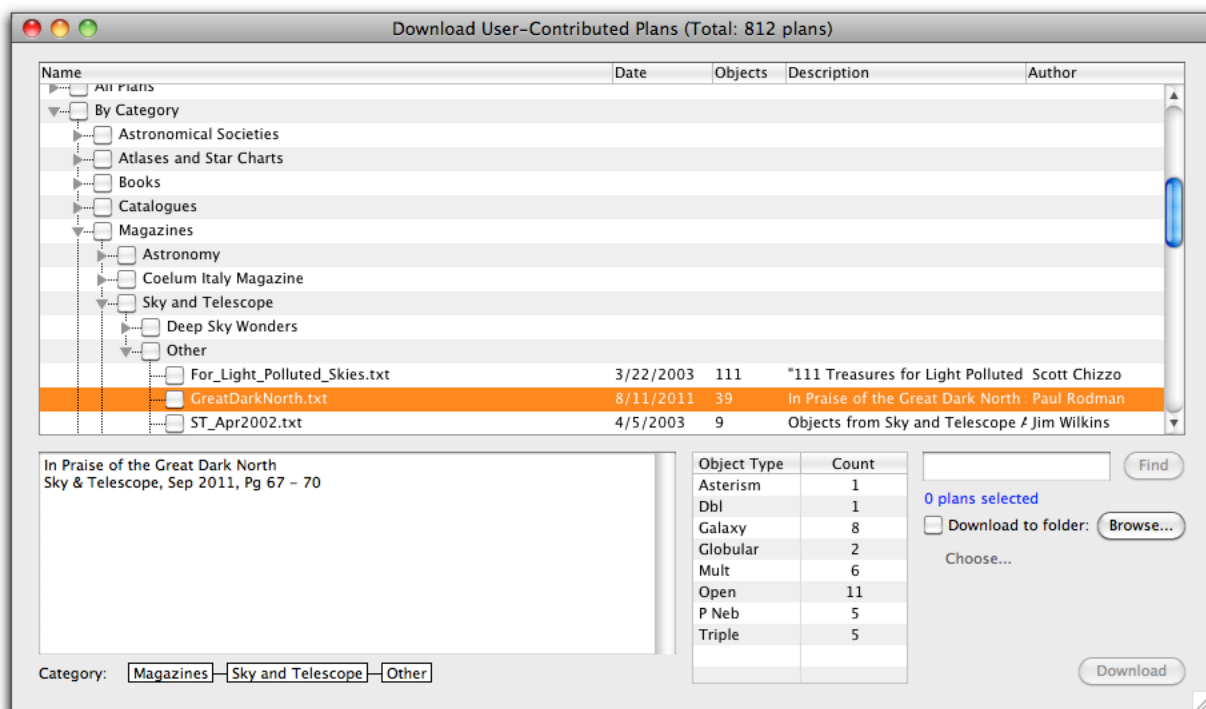 Download User-Contributed Plans (Total: 812 plans)
Name Date Objects Description Author
All Plans
By Category
Astronomical Societies
Atlases and Star Charts
Books
Catalogues
Magazines
Astronomy
Coelum Italy Magazine
Sky and Telescope
Deep Sky Wonders
Other
For_Light_Polluted_Skies.txt 3/22/2003 111 "111 Treasures for Light Polluted Scott Chizzo
GreatDarkNorth.txt 8/11/2011 39 In Praise of the Great Dark North Paul Rodman
ST_Apr2002.txt 4/5/2003 9 Objects from Sky and Telescope A Jim Wilkins
In Praise of the Great Dark North
Sky & Telescope, Sep 2011, Pg 67 - 70
Category: Magazines Sky and Telescope Other
Object Type Count
Asterism 1
Dbl 1
Galaxy 8
Globular 2
Mult 6
Open 11
P Neb 5
Triple 5
Find
0 plans selected
Download to folder: Browse...
Choose...
Download